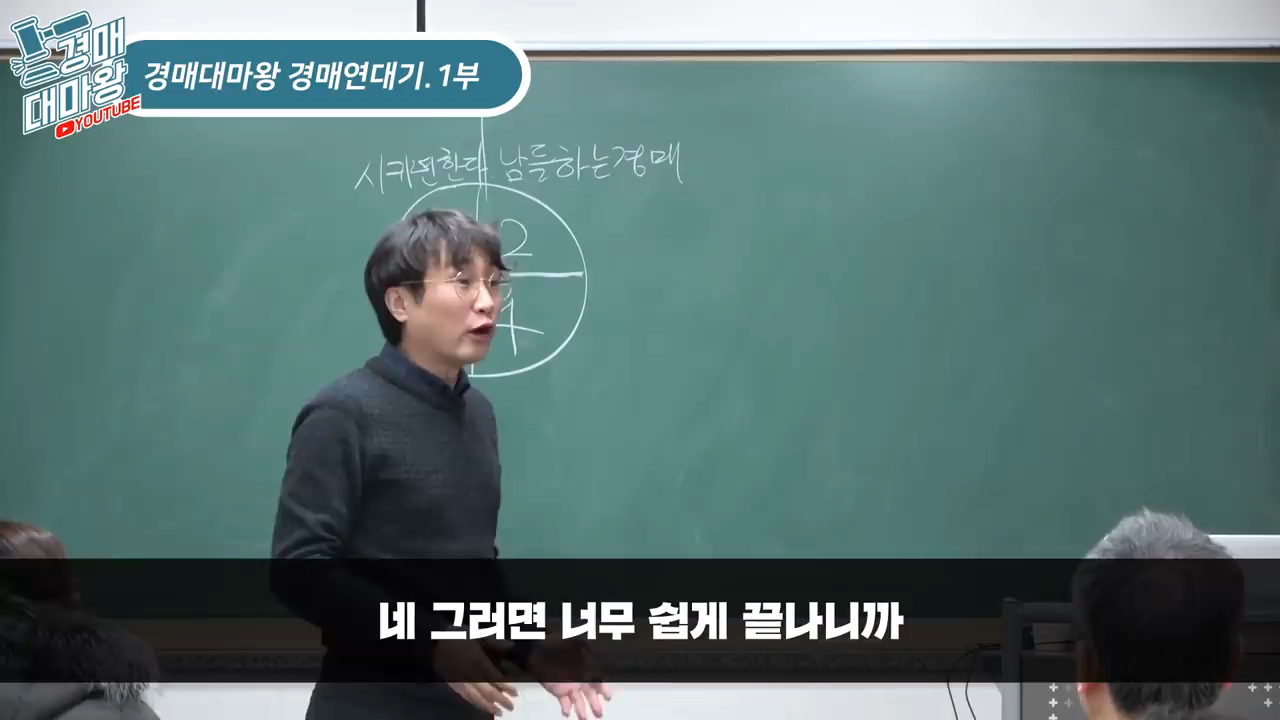 경매
대마왕
YOUTUBE
경매대마왕 경매연대기. 1부
시키면한다. 남들하는경매
2
1
네 그러면 너무 쉽게 끝나니까